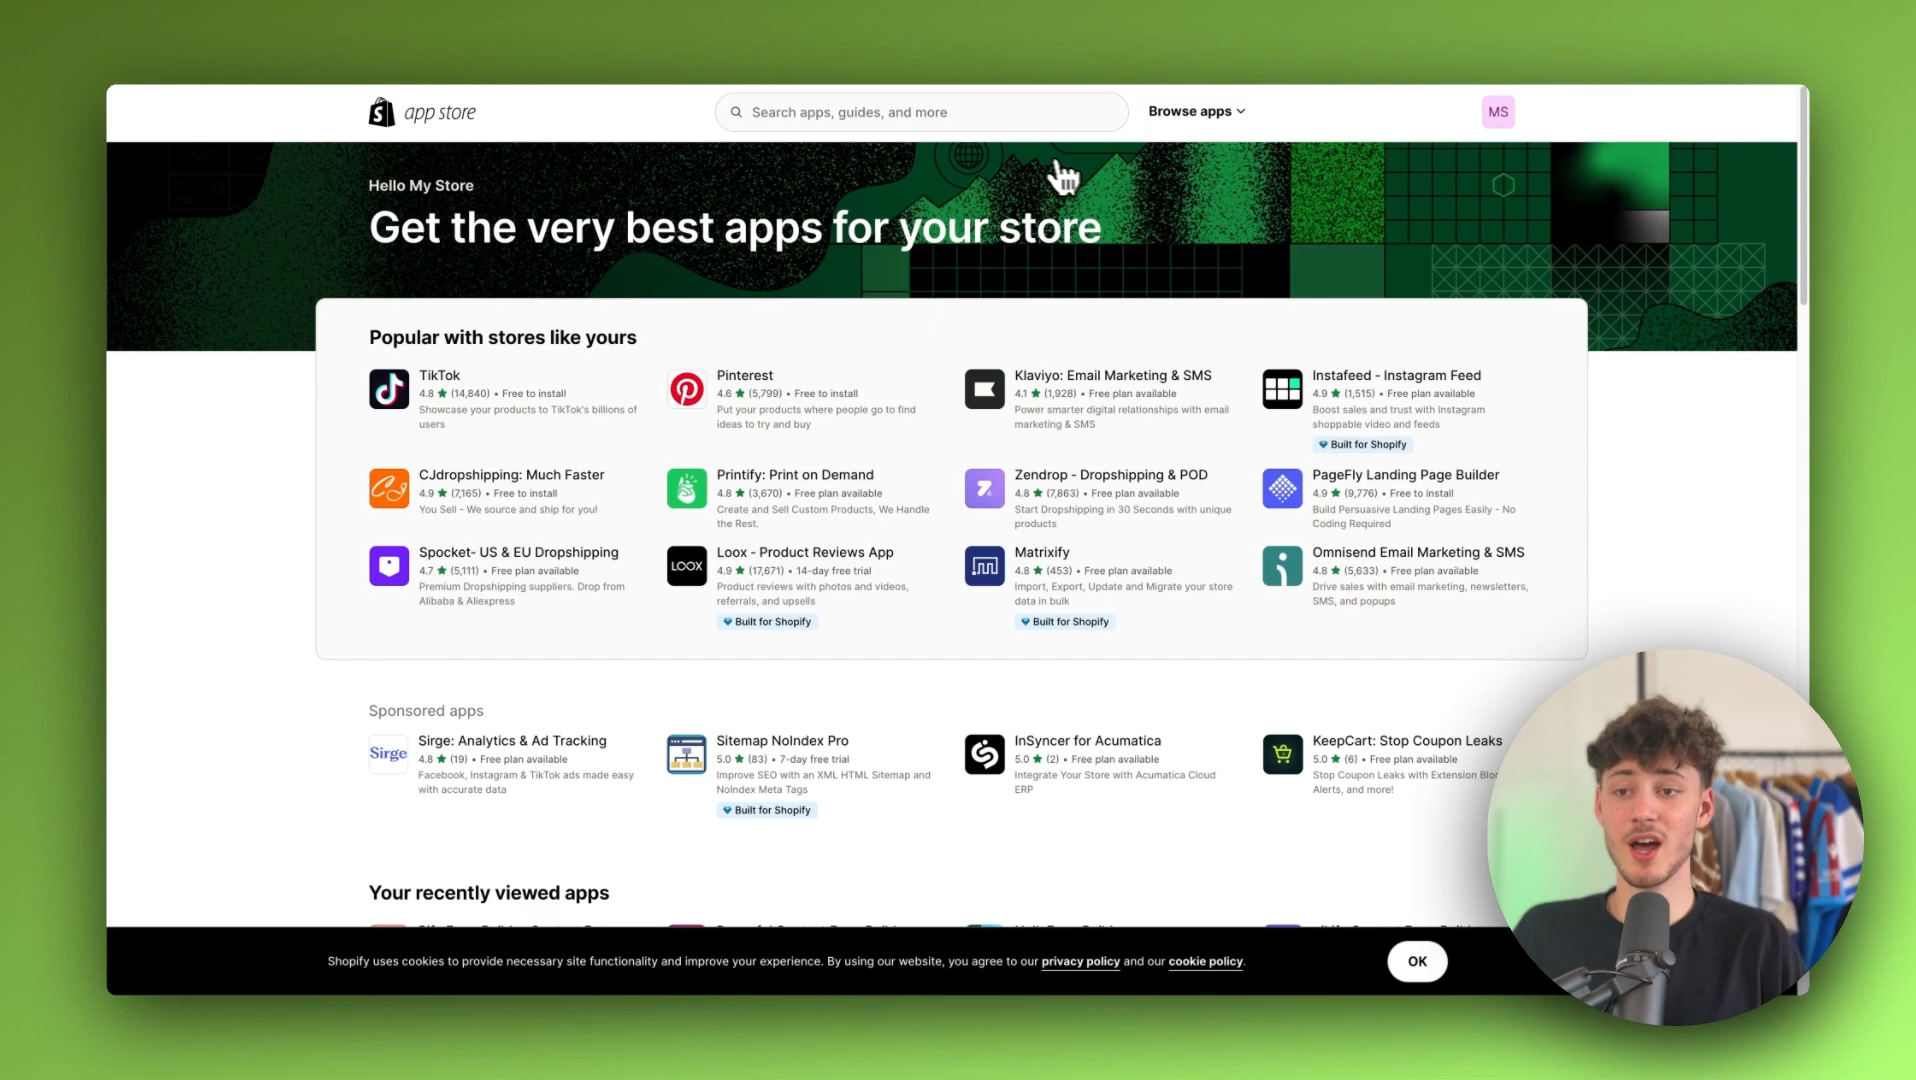 app store
Search apps, guides, and more
Browse apps
MS
Hello My Store
Get the very best apps for your store
Popular with stores like yours
TikTok
4.8 ★ (14,840) • Free to install
Showcase your products to TikTok's billions of
users
Pinterest
4.6 ★ (5,799) • Free to install
Put your products where people go to find
ideas to try and buy
Klaviyo: Email Marketing & SMS
4.1 ★ (1,928) • Free plan available
Power smarter digital relationships with email
marketing & SMS
Instafeed - Instagram Feed
4.9 ★ (1,515) • Free plan available
Boost sales and trust with Instagram
shoppable video and feeds
Built for Shopify
CJdropshipping: Much Faster
4.9 ★ (7,165) • Free to install
You Sell - We source and ship for you!
Printify: Print on Demand
4.8 ★ (3,670) • Free plan available
Create and Sell Custom Products, We Handle
the Rest.
Zendrop - Dropshipping & POD
4.8 ★ (7,863) • Free plan available
Start Dropshipping in 30 Seconds with unique
products
PageFly Landing Page Builder
4.9 ★ (9,776) • Free to install
Build Persuasive Landing Pages Easily - No
Coding Required
Spocket- US & EU Dropshipping
4.7 ★ (5,111) • Free plan available
Premium Dropshipping suppliers. Drop from
Alibaba & Aliexpress
LOOX
Loox - Product Reviews App
4.9 ★ (17,671) • 14-day free trial
Product reviews with photos and videos,
referrals, and upsells
Built for Shopify
Matrixify
4.8 ★ (453) • Free plan available
Import, Export, Update and Migrate your store
data in bulk
Built for Shopify
Omnisend Email Marketing & SMS
4.8 ★ (5,633) • Free plan available
Drive sales with email marketing, newsletters,
SMS, and popups
Sponsored apps
Sirge
Sirge: Analytics & Ad Tracking
4.8 ★ (19) • Free plan available
Facebook, Instagram & TikTok ads made easy
with accurate data
Sitemap NoIndex Pro
5.0 ★ (83) • 7-day free trial
Improve SEO with an XML HTML Sitemap and
NoIndex Meta Tags
Built for Shopify
InSyncer for Acumatica
5.0 ★ (2) • Free plan available
Integrate Your Store with Acumatica Cloud
ERP
KeepCart: Stop Coupon Leaks
5.0 ★ (6) • Free plan available
Stop Coupon Leaks with Extension
Alerts, and more!
Your recently viewed apps
Shopify uses cookies to provide necessary site functionality and improve your experience. By using our website, you agree to our privacy policy and our cookie policy.
OK